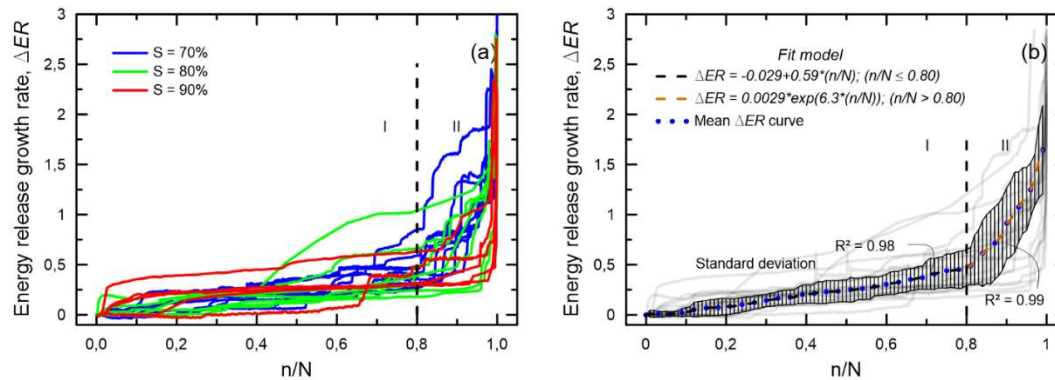 Energy release growth rate, ΔER
3
2,5
2
1,5
1
0,5
0
S = 70%
S = 80%
S = 90%
(a)
I
II
0,0
0,2
0,4
0,6
0,8
1,0
n/N
Energy release growth rate, ΔER
3
2,5
2
1,5
1
0,5
0
(b)
Fit model
ΔER = -0.029+0.59*(n/N); (n/N ≤ 0.80)
ΔER = 0.0029*exp(6.3*(n/N)); (n/N > 0.80)
Mean ΔER curve
I
II
R² = 0.98
Standard deviation
R² = 0.99
0
0,2
0,4
0,6
0,8
1
n/N